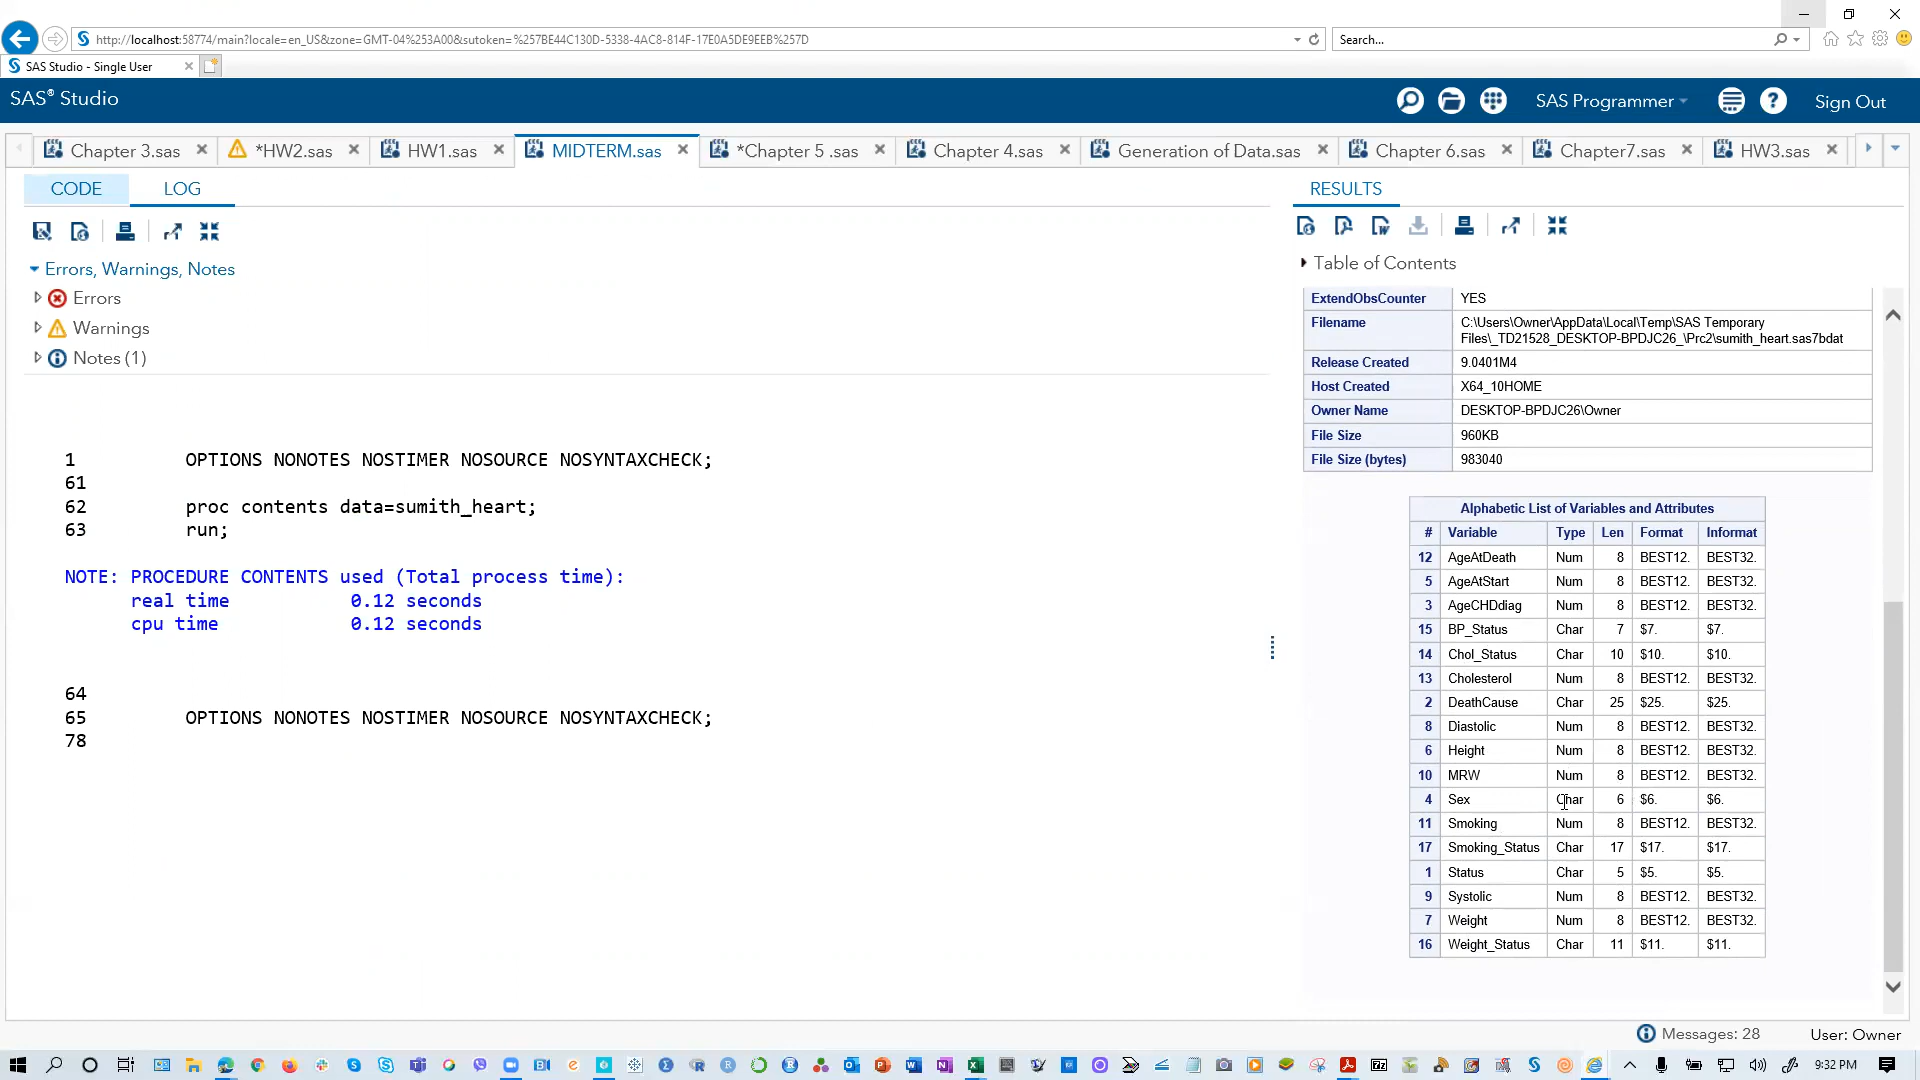 http://localhost:58774/main?locale=en_US&zone=GMT-04%253A00&sutoken=%257BE44C130D-5338-4AC8-814F-17E0A5DE9EEB%257D
Search...
SAS Studio - Single User
SAS® Studio
SAS Programmer
Sign Out
Chapter 3.sas
*HW2.sas
HW1.sas
MIDTERM.sas
*Chapter 5 .sas
Chapter 4.sas
Generation of Data.sas
Chapter 6.sas
Chapter7.sas
HW3.sas
CODE
LOG
Errors, Warnings, Notes
Errors
Warnings
Notes (1)
1 OPTIONS NONOTES NOSTIMER NOSOURCE NOSYNTAXCHECK;
61
62 proc contents data=sumith_heart;
63 run;
NOTE: PROCEDURE CONTENTS used (Total process time):
real time 0.12 seconds
cpu time 0.12 seconds
64
65 OPTIONS NONOTES NOSTIMER NOSOURCE NOSYNTAXCHECK;
78
RESULTS
Table of Contents
ExtendObsCounter YES
Filename C:\Users\Owner\AppData\Local\Temp\SAS Temporary
Files\_TD21528_DESKTOP-BPDJC26_\Prc2\sumith_heart.sas7bdat
Release Created 9.0401M4
Host Created X64_10HOME
Owner Name DESKTOP-BPDJC26\Owner
File Size 960KB
File Size (bytes) 983040
Alphabetic List of Variables and Attributes
# Variable Type Len Format Informat
12 AgeAtDeath Num 8 BEST12. BEST32.
5 AgeAtStart Num 8 BEST12. BEST32.
3 AgeCHDdiag Num 8 BEST12. BEST32.
15 BP_Status Char 7 $7. $7.
14 Chol_Status Char 10 $10. $10.
13 Cholesterol Num 8 BEST12. BEST32.
2 DeathCause Char 25 $25. $25.
8 Diastolic Num 8 BEST12. BEST32.
6 Height Num 8 BEST12. BEST32.
10 MRW Num 8 BEST12. BEST32.
4 Sex Char 6 $6. $6.
11 Smoking Num 8 BEST12. BEST32.
17 Smoking_Status Char 17 $17. $17.
1 Status Char 5 $5. $5.
9 Systolic Num 8 BEST12. BEST32.
7 Weight Num 8 BEST12. BEST32.
16 Weight_Status Char 11 $11. $11.
Messages: 28
User: Owner
9:32 PM